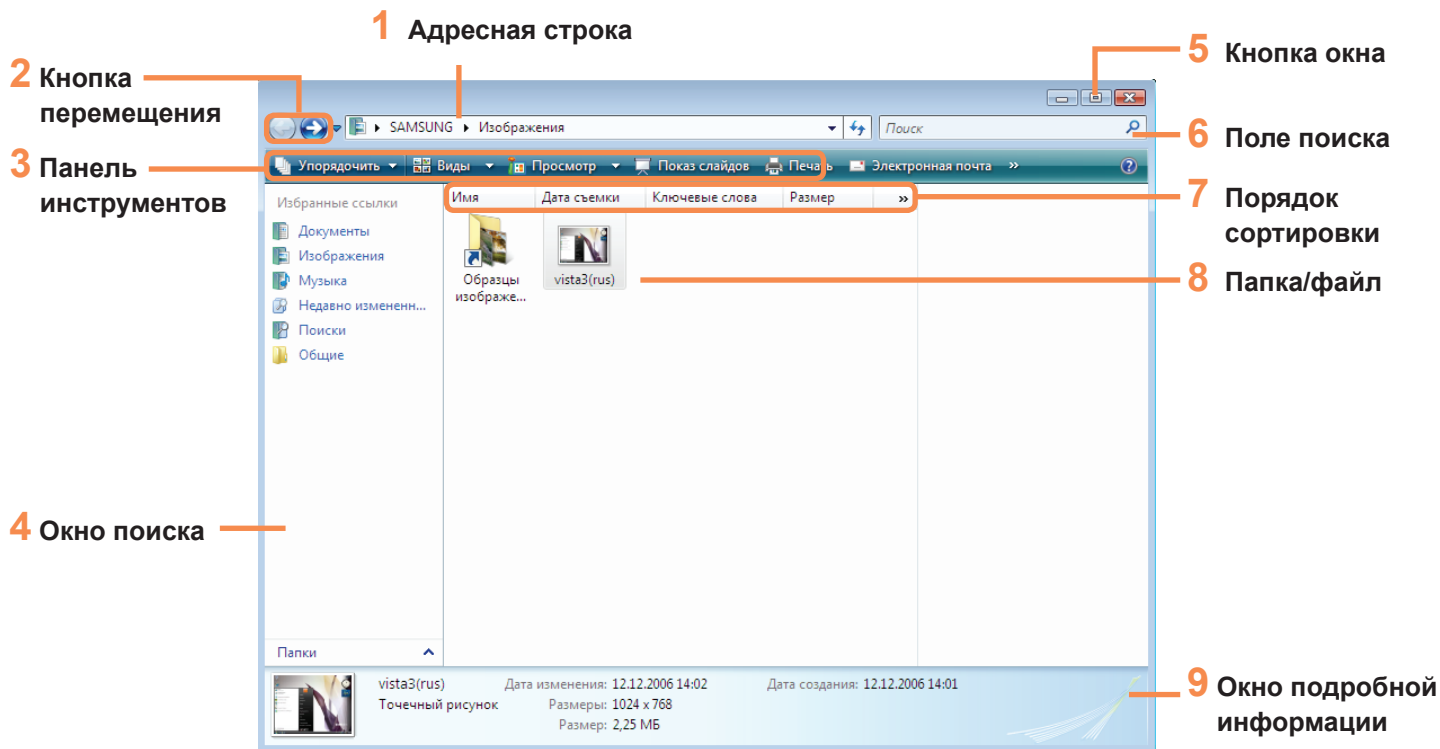 1 Адресная строка
2 Кнопка
перемещения
3 Панель
инструментов
4 Окно поиска
5 Кнопка окна
6 Поле поиска
7 Порядок
сортировки
8 Папка/файл
9 Окно подробной
информации
SAMSUNG Изображения
Поиск
Упорядочить Виды Просмотр Показ слайдов Печать Электронная почта »
Избранные ссылки
Документы
Изображения
Музыка
Недавно измененн...
Поиски
Общие
Папки
Имя Дата съемки Ключевые слова Размер »
Образцы
изображе...
vista3(rus)
vista3(rus) Дата изменения: 12.12.2006 14:02 Дата создания: 12.12.2006 14:01
Точечный рисунок Размеры: 1024 x 768
Размер: 2,25 МБ